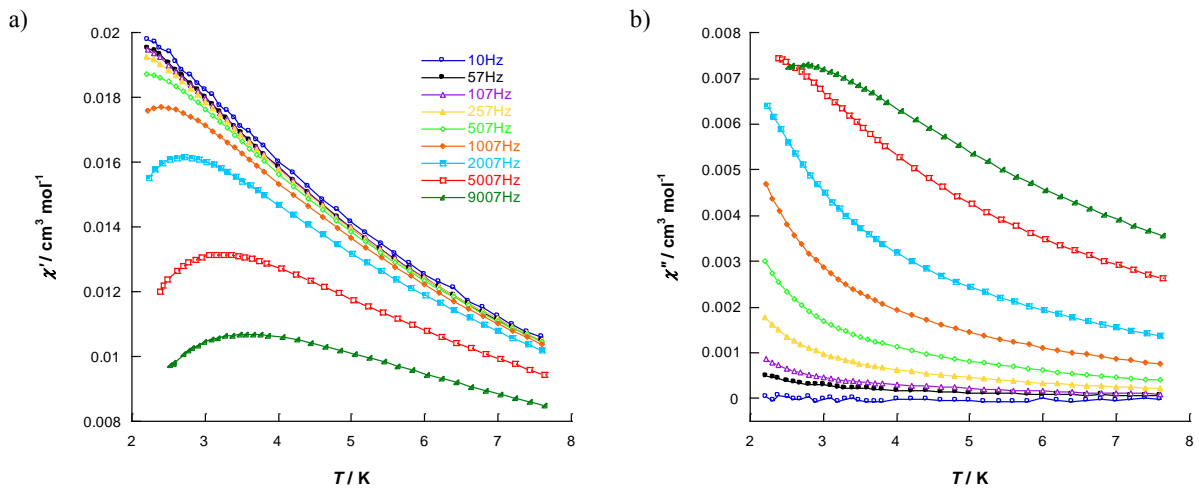 a)
χ' / cm³ mol⁻¹
0.02
0.018
0.016
0.014
0.012
0.01
0.008
2 3 4 5 6 7 8
T / K
10Hz
57Hz
107Hz
257Hz
507Hz
1007Hz
2007Hz
5007Hz
9007Hz
b)
χ" / cm³ mol⁻¹
0.008
0.007
0.006
0.005
0.004
0.003
0.002
0.001
0
2 3 4 5 6 7 8
T / K